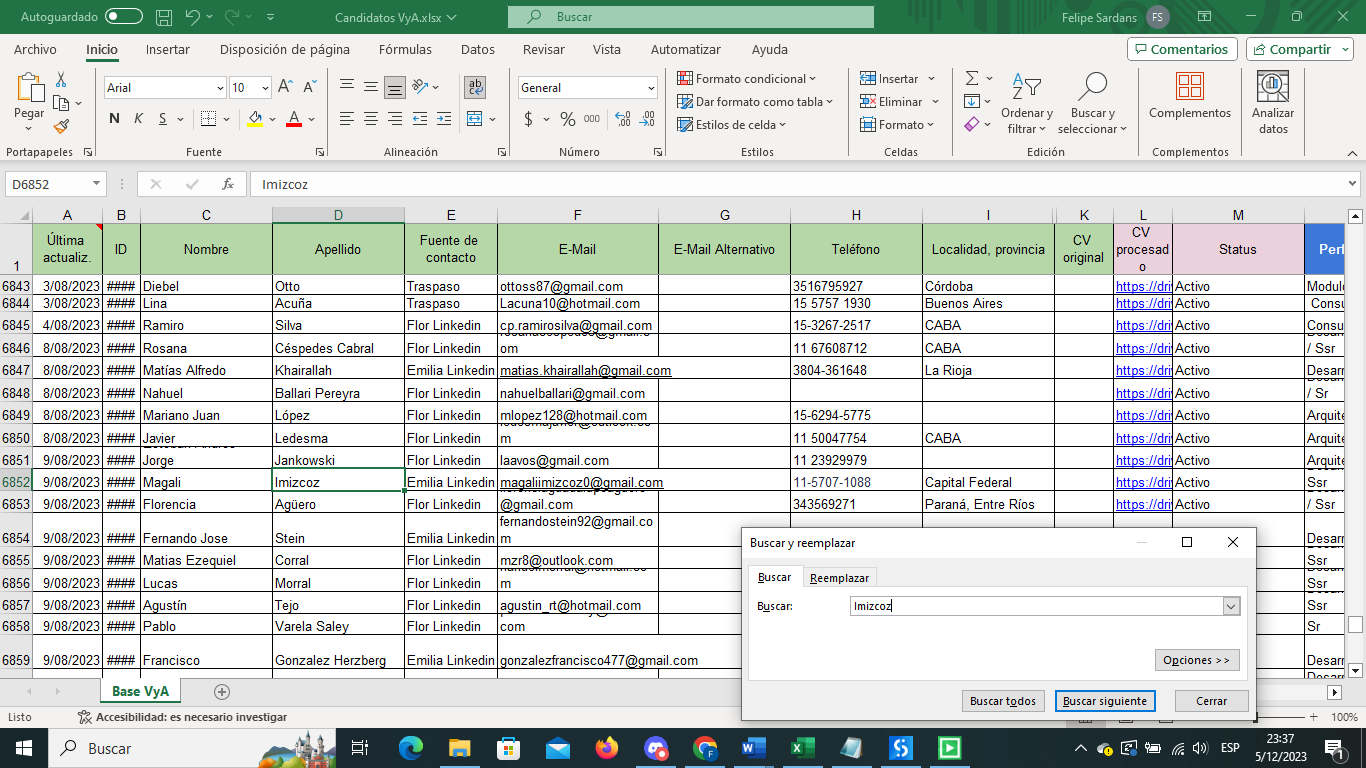 Autoguardado
Candidatos VyA.xlsx
Buscar
Felipe Sardans
FS
Archivo
Inicio
Insertar
Disposición de página
Fórmulas
Datos
Revisar
Vista
Automatizar
Ayuda
Comentarios
Compartir
Pegar
Arial
10
N K S
General
$ % 000
Formato condicional
Dar formato como tabla
Estilos de celda
Insertar
Eliminar
Formato
Ordenar y
filtrar
Buscar y
seleccionar
Complementos
Analizar
datos
Portapapeles
Fuente
Alineación
Número
Estilos
Celdas
Edición
Complementos
D6852
fx
Imizcoz
A B C D E F G H I K L M
1 Última actualiz. ID Nombre Apellido Fuente de contacto E-Mail E-Mail Alternativo Teléfono Localidad, provincia CV original CV procesado Status Perf
6843 3/08/2023 #### Diebel Otto Traspaso ottoss87@gmail.com 3516795927 Córdoba https://dri Activo Modul
6844 3/08/2023 #### Lina Acuña Traspaso Lacuna10@hotmail.com 15 5757 1930 Buenos Aires https://dri Activo Consu
6845 4/08/2023 #### Ramiro Silva Flor Linkedin cp.ramirosilva@gmail.com 15-3267-2517 CABA https://dri Activo Consu
6846 8/08/2023 #### Rosana Céspedes Cabral Flor Linkedin om 11 67608712 CABA https://dri Activo / Ssr
6847 8/08/2023 #### Matías Alfredo Khairallah Emilia Linkedin matias.khairallah@gmail.com 3804-361648 La Rioja https://dri Activo Desarr
6848 8/08/2023 #### Nahuel Ballari Pereyra Flor Linkedin nahuelballari@gmail.com https://dri Activo / Sr
6849 8/08/2023 #### Mariano Juan López Flor Linkedin mlopez128@hotmail.com 15-6294-5775 https://dri Activo Arquite
6850 8/08/2023 #### Javier Ledesma Flor Linkedin m 11 50047754 CABA https://dri Activo Arquite
6851 9/08/2023 #### Jorge Jankowski Flor Linkedin laavos@gmail.com 11 23929979 https://dri Activo Arquite
6852 9/08/2023 #### Magali Imizcoz Emilia Linkedin magaliimizcoz0@gmail.com 11-5707-1088 Capital Federal https://dri Activo Ssr
6853 9/08/2023 #### Florencia Agüero Flor Linkedin @gmail.com 343569271 Paraná, Entre Ríos https://dri Activo / Ssr
6854 9/08/2023 #### Fernando Jose Stein Emilia Linkedin fernandostein92@gmail.com Desarr
6855 9/08/2023 #### Matias Ezequiel Corral Flor Linkedin mzr8@outlook.com Ssr
6856 9/08/2023 #### Lucas Morral Flor Linkedin m Ssr
6857 9/08/2023 #### Agustín Tejo Flor Linkedin agustin_rt@hotmail.com Ssr
6858 9/08/2023 #### Pablo Varela Saley Flor Linkedin com Sr
6859 9/08/2023 #### Francisco Gonzalez Herzberg Emilia Linkedin gonzalezfrancisco477@gmail.com Desarr
Buscar y reemplazar
Buscar
Reemplazar
Buscar:
Imizcoz
Opciones >>
Buscar todos
Buscar siguiente
Cerrar
Base VyA
Listo
Accesibilidad: es necesario investigar
100%
Buscar
ESP
23:37
5/12/2023
1